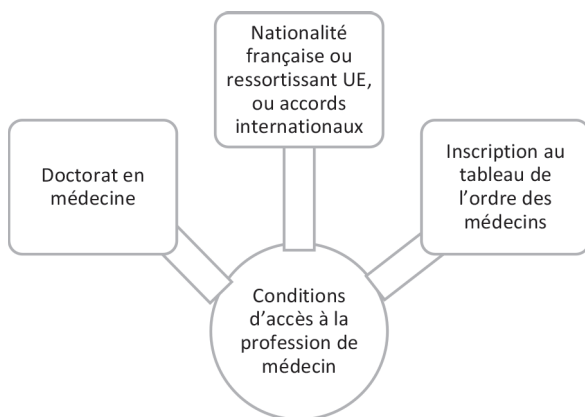 Nationalité
française ou
ressortissant UE,
ou accords
internationaux
Doctorat en
médecine
Inscription au
tableau de
l’ordre des
médecins
Conditions
d’accès à la
profession de
médecin